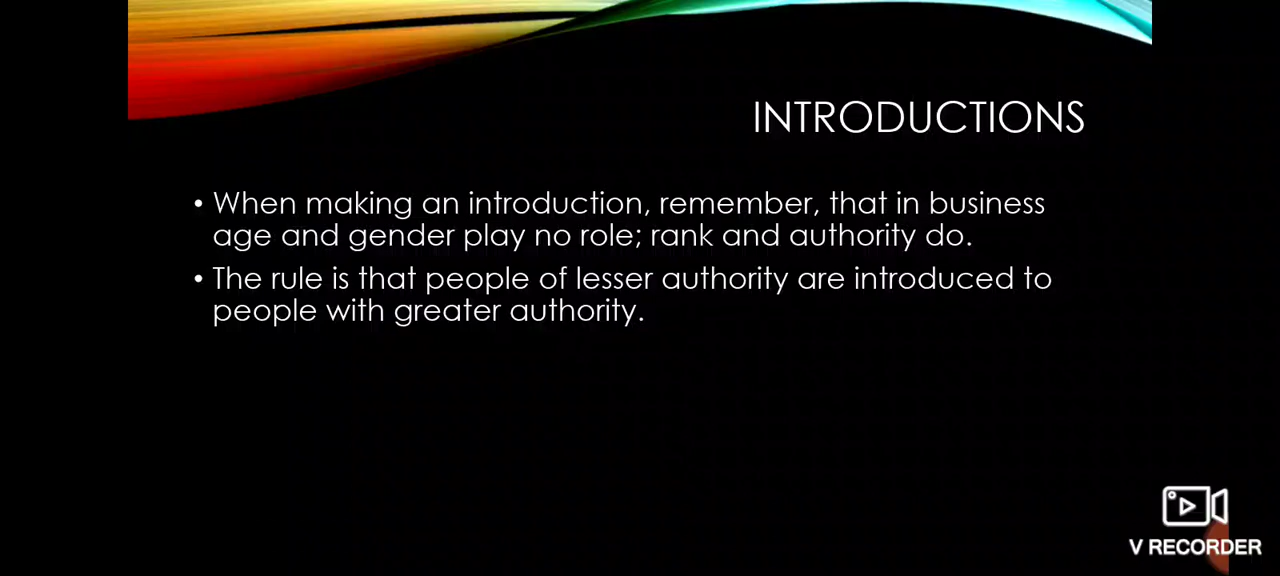 INTRODUCTIONS
• When making an introduction, remember, that in business
age and gender play no role; rank and authority do.
• The rule is that people of lesser authority are introduced to
people with greater authority.
V RECORDER